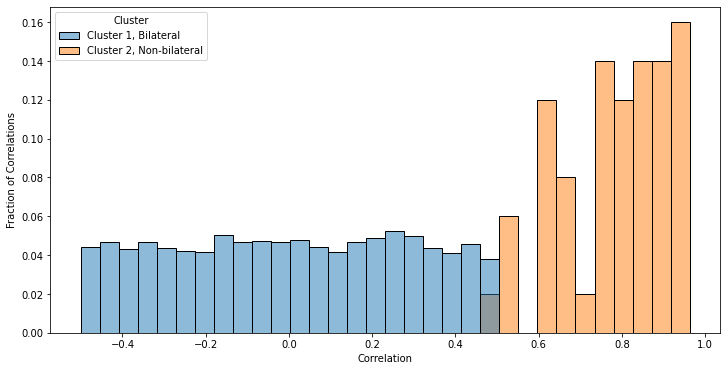 Cluster
Cluster 1, Bilateral
Cluster 2, Non-bilateral
Fraction of Correlations
0.16
0.14
0.12
0.10
0.08
0.06
0.04
0.02
0.00
−0.4 −0.2 0.0 0.2 0.4 0.6 0.8 1.0
Correlation